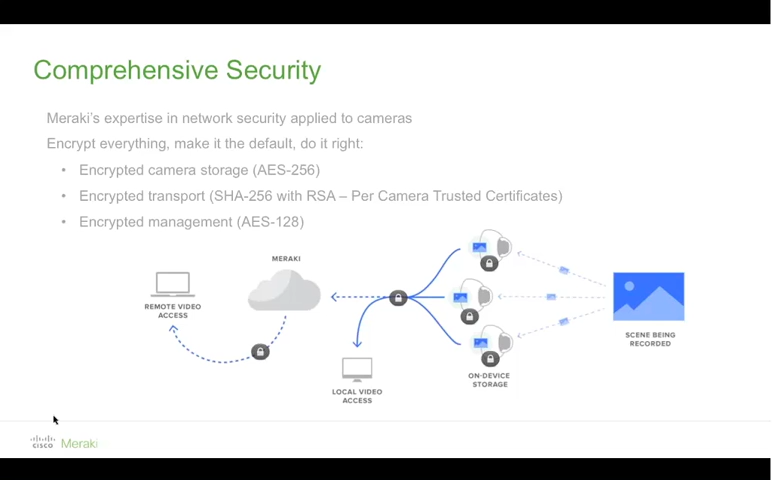 Comprehensive Security
Meraki's expertise in network security applied to cameras
Encrypt everything, make it the default, do it right:
• Encrypted camera storage (AES-256)
• Encrypted transport (SHA-256 with RSA – Per Camera Trusted Certificates)
• Encrypted management (AES-128)
MERAKI
REMOTE VIDEO
ACCESS
LOCAL VIDEO
ACCESS
ON-DEVICE
STORAGE
SCENE BEING
RECORDED
CISCO Meraki